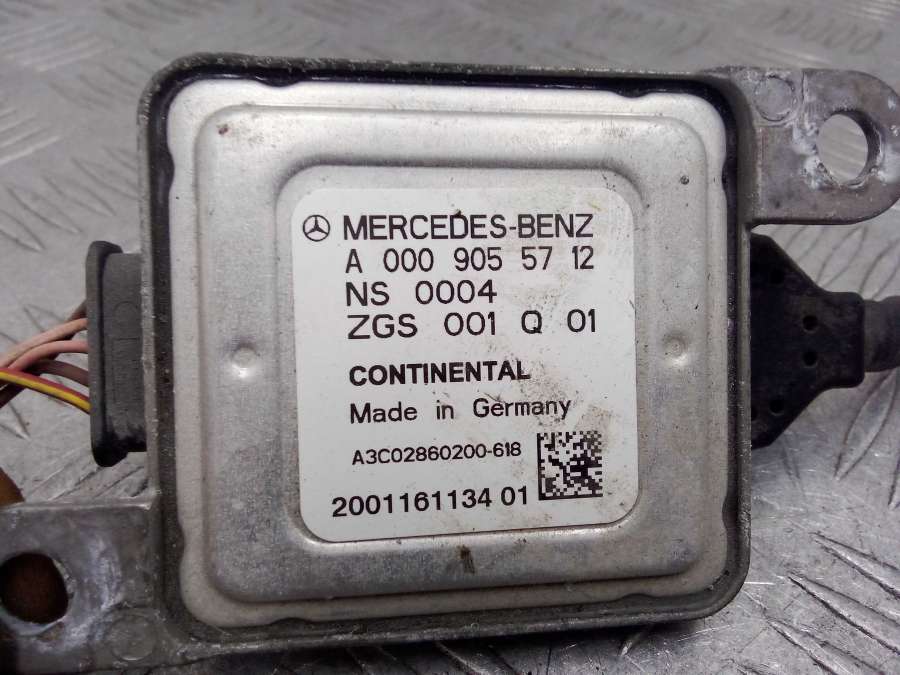 MERCEDES-BENZ
A 000 905 57 12
NS 0004
ZGS 001 Q 01
CONTINENTAL
Made in Germany
A3C02860200-618
2001161134 01